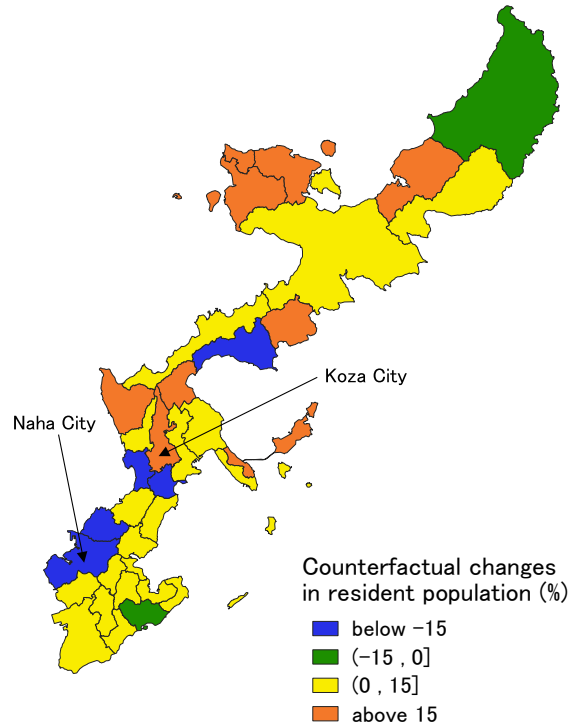 Koza City
Naha City
Counterfactual changes
in resident population (%)
below −15
(−15 , 0]
(0 , 15]
above 15